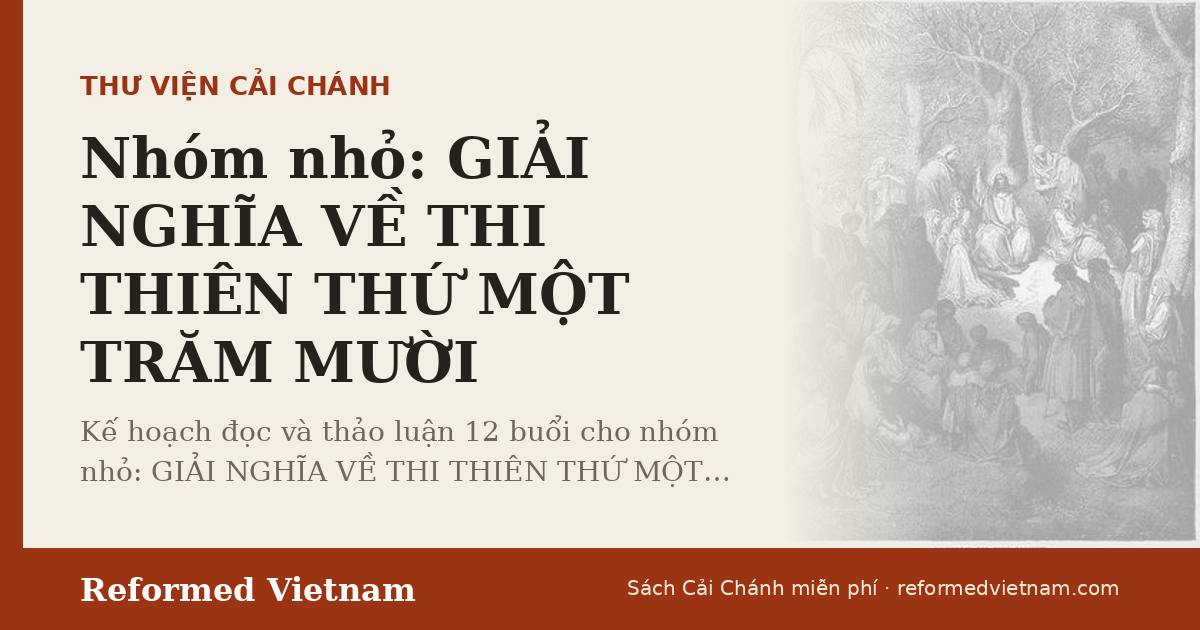 THƯ VIỆN CẢI CHÁNH
Nhóm nhỏ: GIẢI
NGHĨA VỀ THI
THIÊN THỨ MỘT
TRĂM MƯỜI
Kế hoạch đọc và thảo luận 12 buổi cho nhóm
nhỏ: GIẢI NGHĨA VỀ THI THIÊN THỨ MỘT…
Reformed Vietnam
Sách Cải Chánh miễn phí · reformedvietnam.com